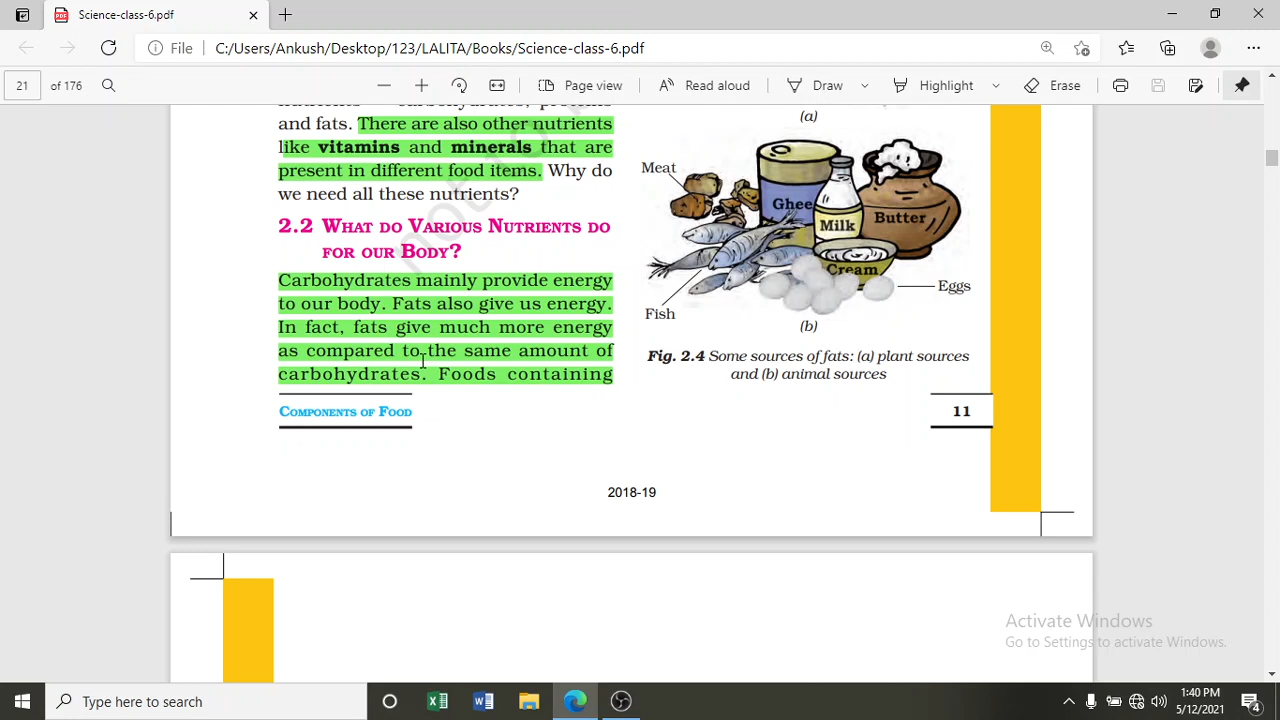 Science-class-6.pdf
File
C:/Users/Ankush/Desktop/123/LALITA/Books/Science-class-6.pdf
21 of 176
Page view
Read aloud
Draw
Highlight
Erase
and fats. There are also other nutrients
like vitamins and minerals that are
present in different food items. Why do
we need all these nutrients?
2.2 WHAT DO VARIOUS NUTRIENTS DO
FOR OUR BODY?
Carbohydrates mainly provide energy
to our body. Fats also give us energy.
In fact, fats give much more energy
as compared to the same amount of
carbohydrates. Foods containing
COMPONENTS OF FOOD
(a)
Meat
Ghee
Milk
Butter
Cream
Eggs
Fish
(b)
Fig. 2.4 Some sources of fats: (a) plant sources
and (b) animal sources
11
2018-19
Activate Windows
Go to Settings to activate Windows.
Type here to search
1:40 PM
5/12/2021
4